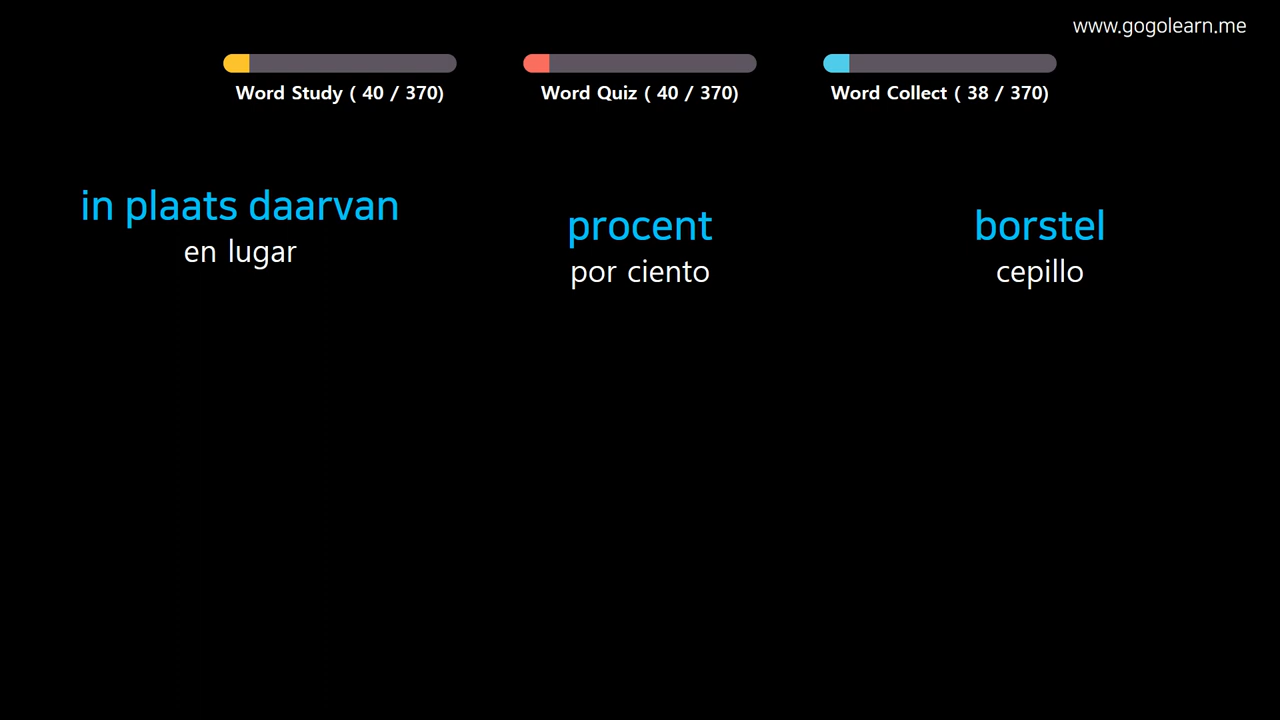 www.gogolearn.me
Word Study ( 40 / 370)
Word Quiz ( 40 / 370)
Word Collect ( 38 / 370)
in plaats daarvan
en lugar
procent
por ciento
borstel
cepillo